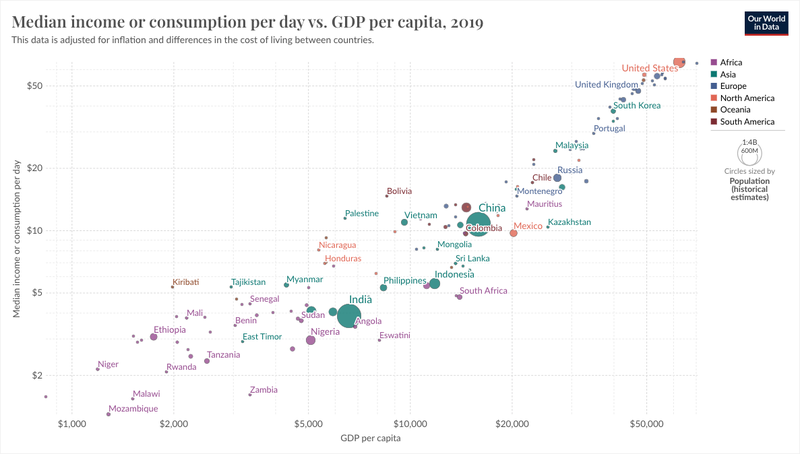 Median income or consumption per day vs. GDP per capita, 2019
This data is adjusted for inflation and differences in the cost of living between countries.
Our World
in Data
Median income or consumption per day
$50
$20
$10
$5
$2
United States
United Kingdom
South Korea
Portugal
Malaysia
Russia
Chile
Montenegro
Bolivia
Mauritius
China
Palestine
Vietnam
Kazakhstan
Colombia
Mexico
Nicaragua
Mongolia
Honduras
Sri Lanka
Indonesia
Kiribati
Tajikistan
Myanmar
Philippines
South Africa
India
Senegal
Mali
Sudan
Benin
Angola
Ethiopia
Nigeria
Eswatini
East Timor
Tanzania
Niger
Rwanda
Zambia
Malawi
Mozambique
$1,000
$2,000
$5,000
$10,000
$20,000
$50,000
GDP per capita
Africa
Asia
Europe
North America
Oceania
South America
1:4B
600M
Circles sized by
Population
(historical
estimates)